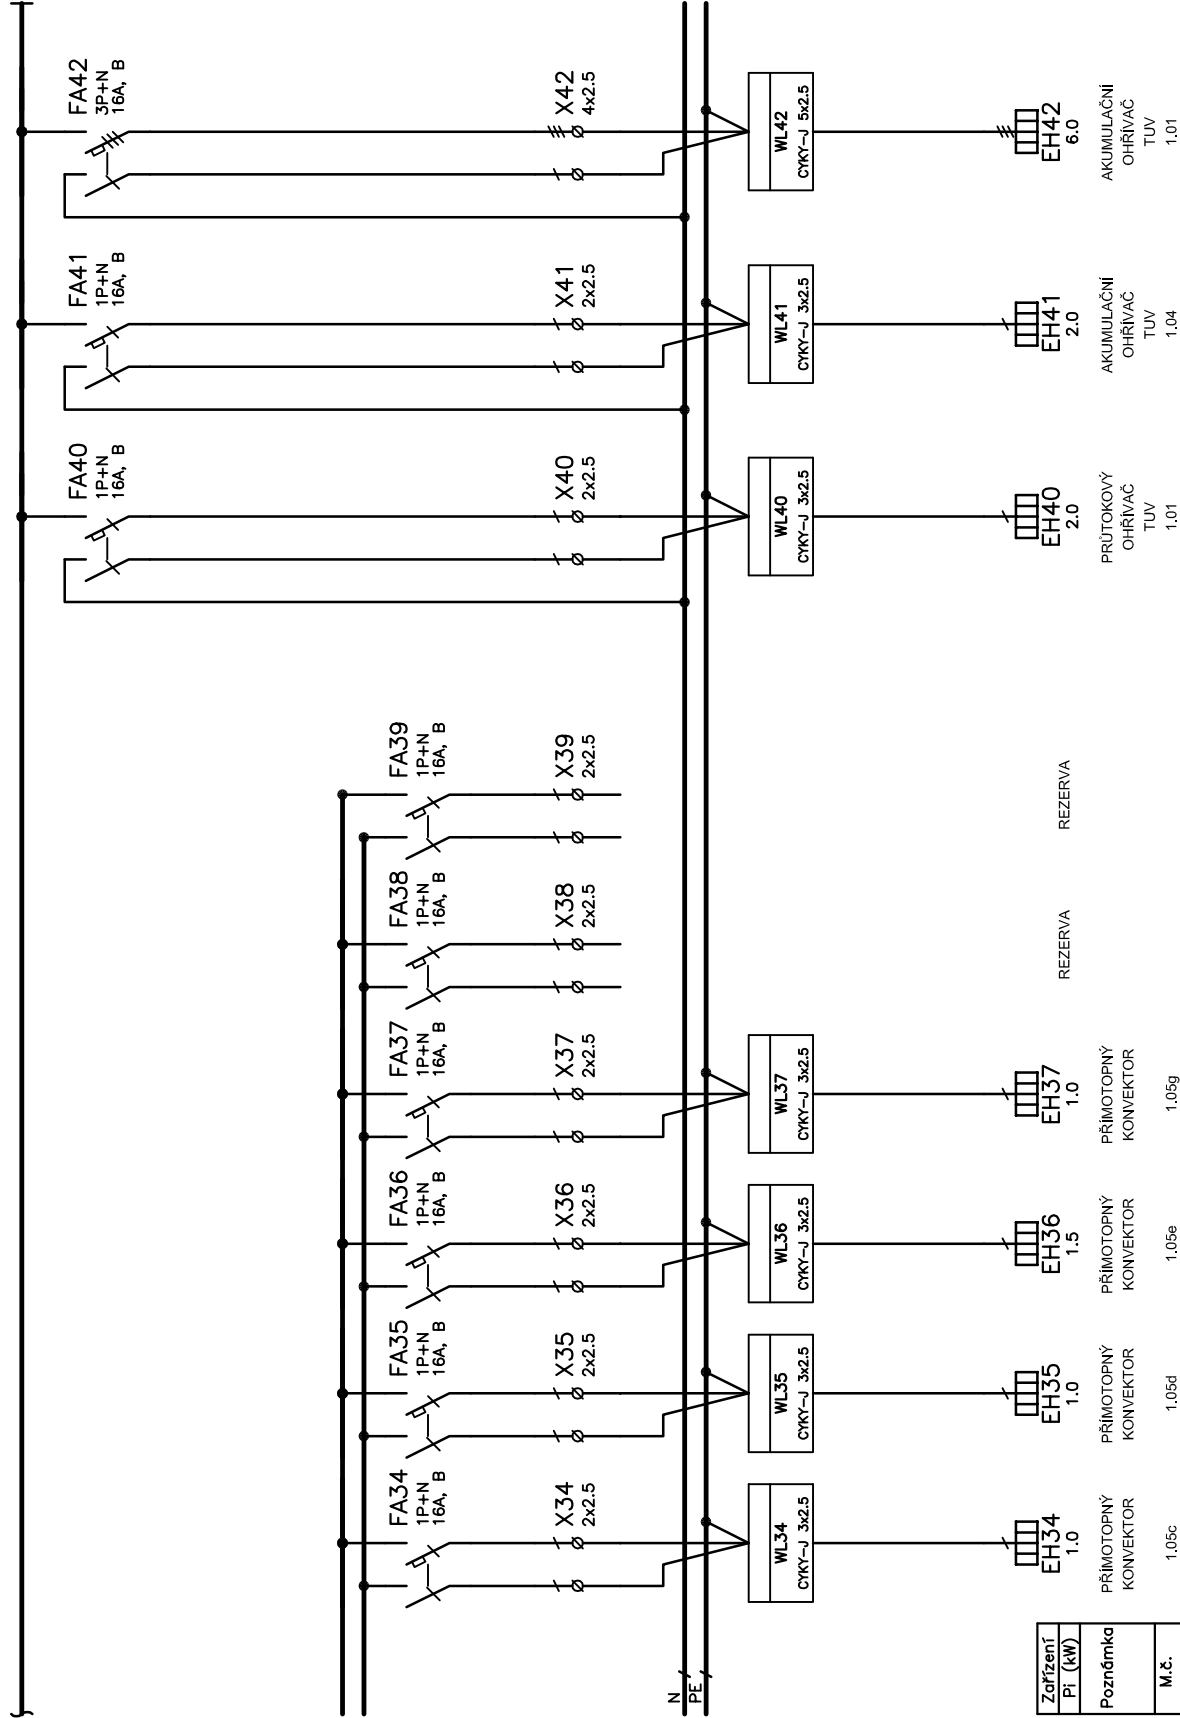 FA34
1P+N
16A, B
FA35
1P+N
16A, B
FA36
1P+N
16A, B
FA37
1P+N
16A, B
FA38
1P+N
16A, B
FA39
1P+N
16A, B
FA40
1P+N
16A, B
FA41
1P+N
16A, B
FA42
3P+N
16A, B
X34
2x2.5
X35
2x2.5
X36
2x2.5
X37
2x2.5
X38
2x2.5
X39
2x2.5
X40
2x2.5
X41
2x2.5
X42
4x2.5
N
PE
WL34
CYKY-J 3x2.5
WL35
CYKY-J 3x2.5
WL36
CYKY-J 3x2.5
WL37
CYKY-J 3x2.5
WL40
CYKY-J 3x2.5
WL41
CYKY-J 3x2.5
WL42
CYKY-J 5x2.5
Zařízení
Pi (kW)
Poznámka
M.č.
EH34
1.0
PŘÍMOTOPNÝ
KONVEKTOR
1.05c
EH35
1.0
PŘÍMOTOPNÝ
KONVEKTOR
1.05d
EH36
1.5
PŘÍMOTOPNÝ
KONVEKTOR
1.05e
EH37
1.0
PŘÍMOTOPNÝ
KONVEKTOR
1.05g
REZERVA
REZERVA
EH40
2.0
PRŮTOKOVÝ
OHŘÍVAČ
TUV
1.01
EH41
2.0
AKUMULAČNÍ
OHŘÍVAČ
TUV
1.04
EH42
6.0
AKUMULAČNÍ
OHŘÍVAČ
TUV
1.01